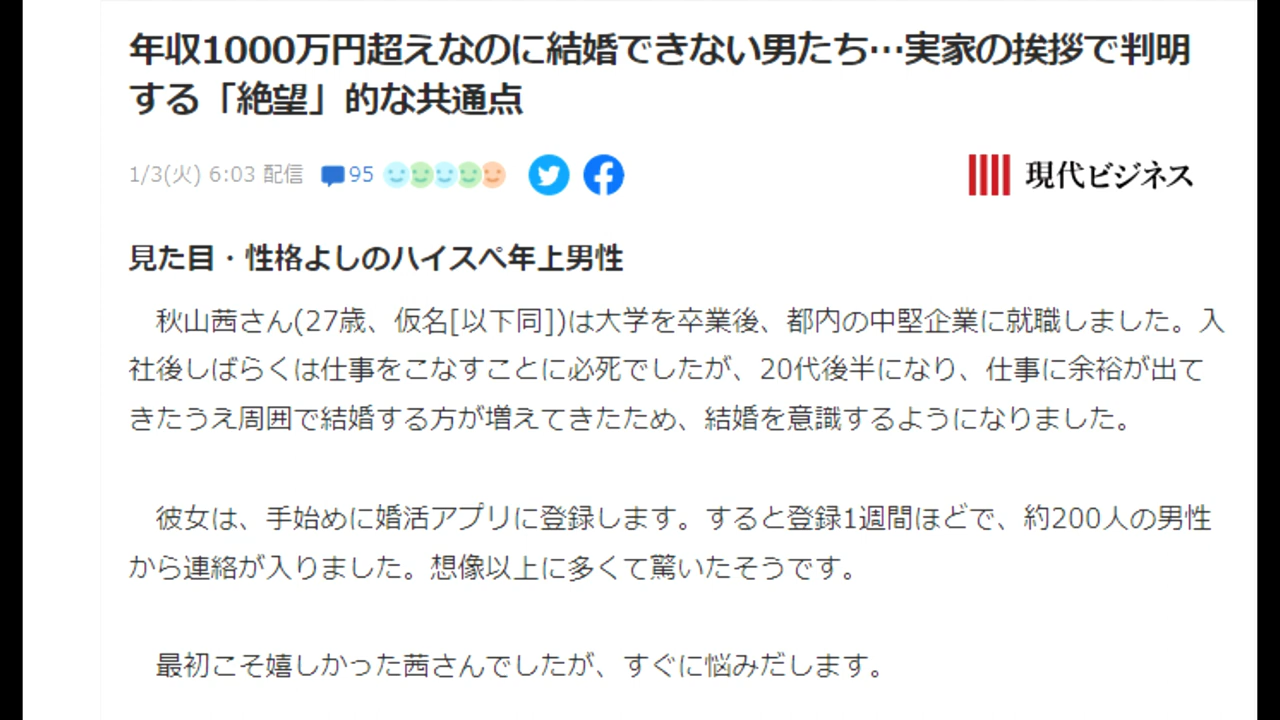 年収1000万円超えなのに結婚できない男たち…実家の挨拶で判明
する「絶望」的な共通点
1/3(火) 6:03 配信 95
現代ビジネス
見た目・性格よしのハイスペ年上男性
秋山茜さん(27歳、仮名[以下同])は大学を卒業後、都内の中堅企業に就職しました。入
社後しばらくは仕事をこなすことに必死でしたが、20代後半になり、仕事に余裕が出て
きたうえ周囲で結婚する方が増えてきたため、結婚を意識するようになりました。
彼女は、手始めに婚活アプリに登録します。すると登録1週間ほどで、約200人の男性
から連絡が入りました。想像以上に多くて驚いたそうです。
最初こそ嬉しかった茜さんでしたが、すぐに悩みだします。